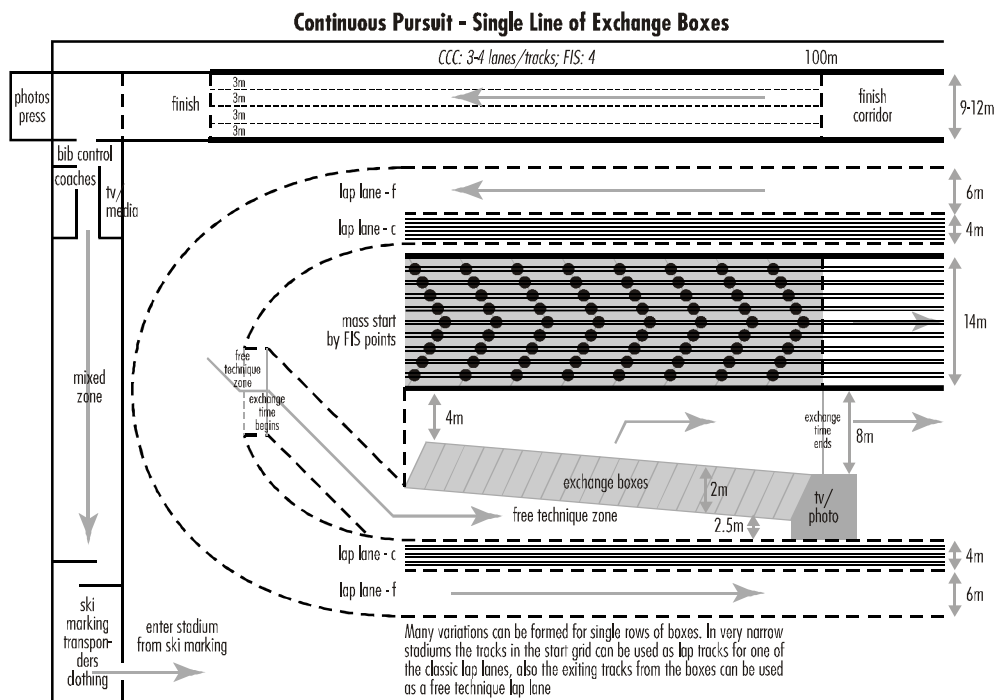 Continuous Pursuit - Single Line of Exchange Boxes
CCC: 3-4 lanes/tracks; FIS: 4
100m
photos
press
finish
3m
3m
3m
3m
finish
corridor
9-12m
bib control
coaches
tv/
media
lap lane - f
6m
lap lane - c
4m
mass start
by FIS points
14m
mixed
zone
free
technique
zone
exchange
time
begins
4m
exchange
time
ends
8m
exchange boxes
2m
tv/
photo
free technique zone
2.5m
lap lane - c
4m
lap lane - f
6m
ski
marking
transpon-
ders
clothing
enter stadium
from ski marking
Many variations can be formed for single rows of boxes. In very narrow
stadiums the tracks in the start grid can be used as lap tracks for one of
the classic lap lanes, also the exiting tracks from the boxes can be used
as a free technique lap lane